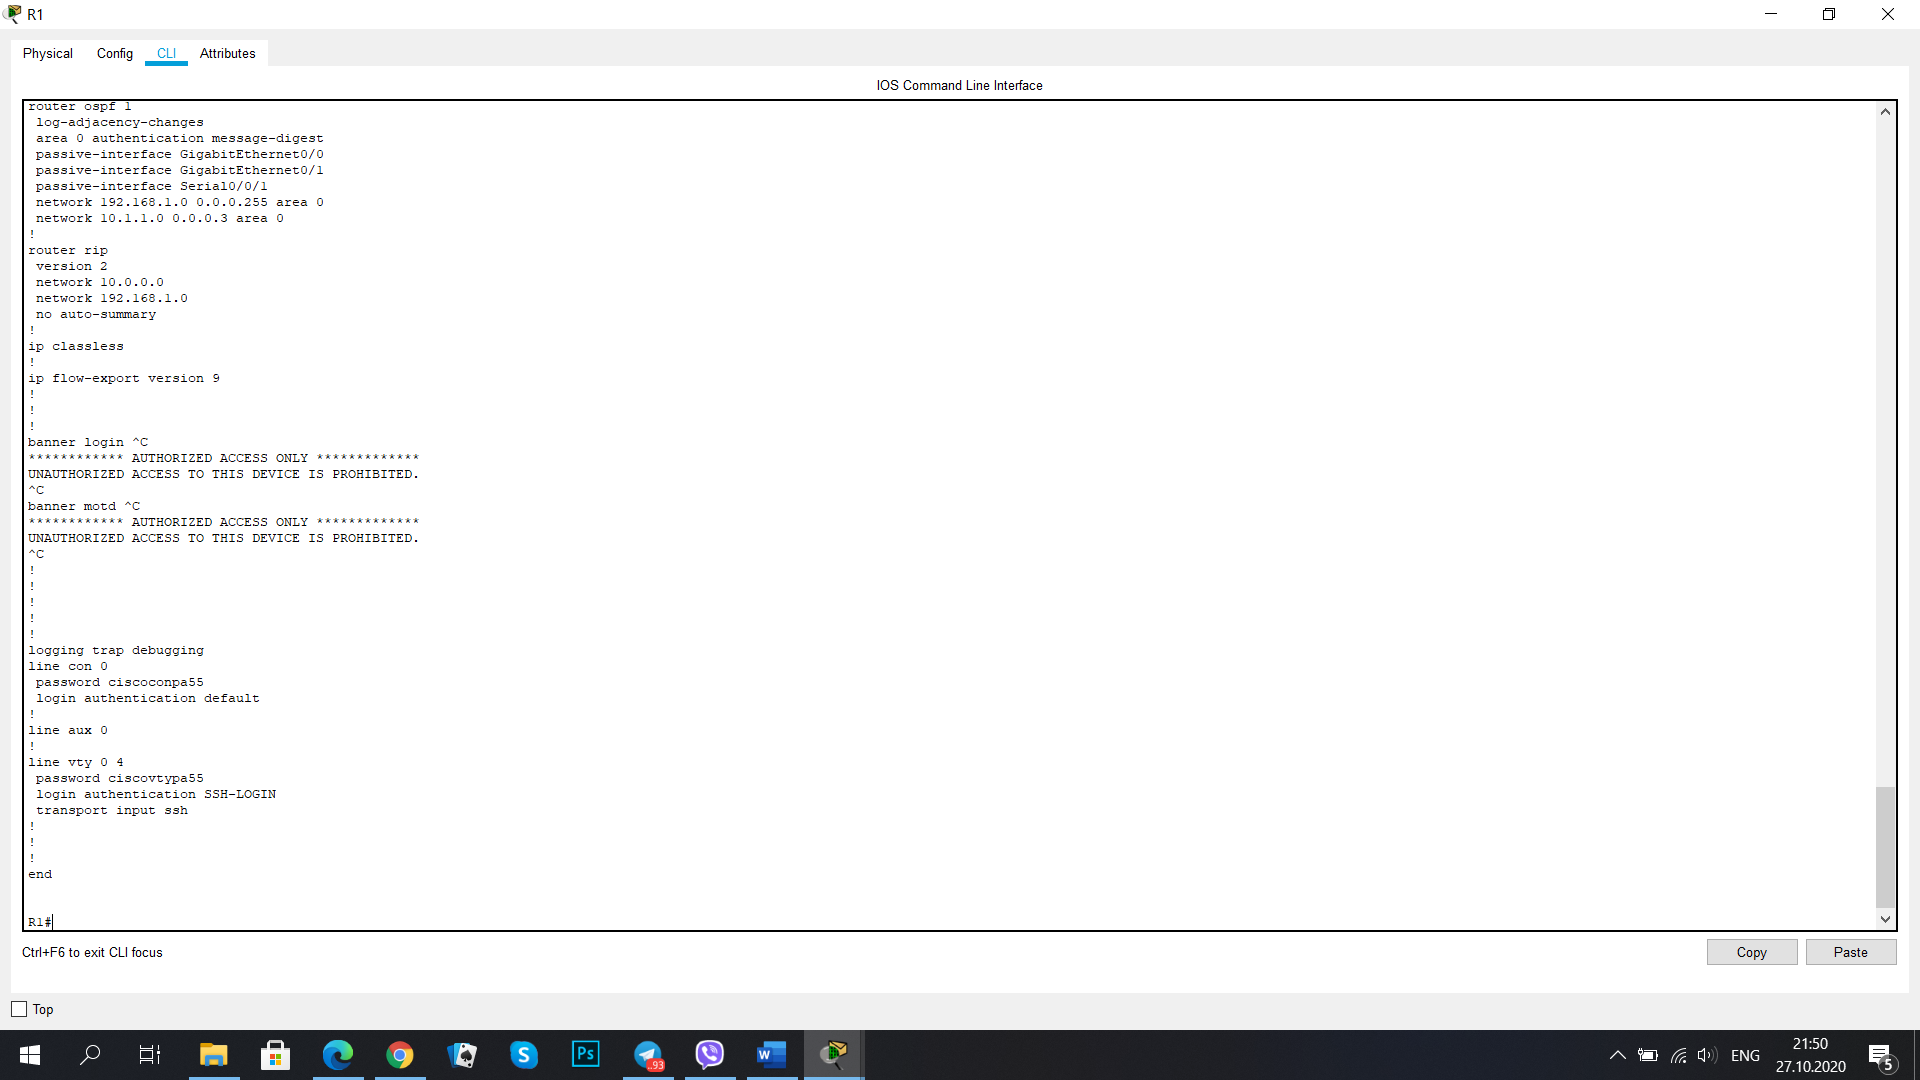 R1
Physical Config CLI Attributes
IOS Command Line Interface
router ospf 1
 log-adjacency-changes
 area 0 authentication message-digest
 passive-interface GigabitEthernet0/0
 passive-interface GigabitEthernet0/1
 passive-interface Serial0/0/1
 network 192.168.1.0 0.0.0.255 area 0
 network 10.1.1.0 0.0.0.3 area 0
!
router rip
 version 2
 network 10.0.0.0
 network 192.168.1.0
 no auto-summary
!
ip classless
!
ip flow-export version 9
!
!
!
banner login ^C
************ AUTHORIZED ACCESS ONLY *************
UNAUTHORIZED ACCESS TO THIS DEVICE IS PROHIBITED.
^C
banner motd ^C
************ AUTHORIZED ACCESS ONLY *************
UNAUTHORIZED ACCESS TO THIS DEVICE IS PROHIBITED.
^C
!
!
!
!
!
logging trap debugging
line con 0
 password ciscoconpa55
 login authentication default
!
line aux 0
!
line vty 0 4
 password ciscovtypa55
 login authentication SSH-LOGIN
 transport input ssh
!
!
!
end
R1#
Ctrl+F6 to exit CLI focus
Copy Paste
Top
S Ps ..93 W ENG 21:50
27.10.2020 5